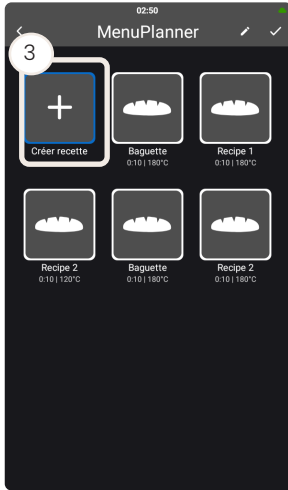 02:50
MenuPlanner
3
Créer recette
Baguette
0:10 | 180°C
Recipe 1
0:10 | 180°C
Recipe 2
0:10 | 120°C
Baguette
0:10 | 180°C
Recipe 2
0:10 | 180°C